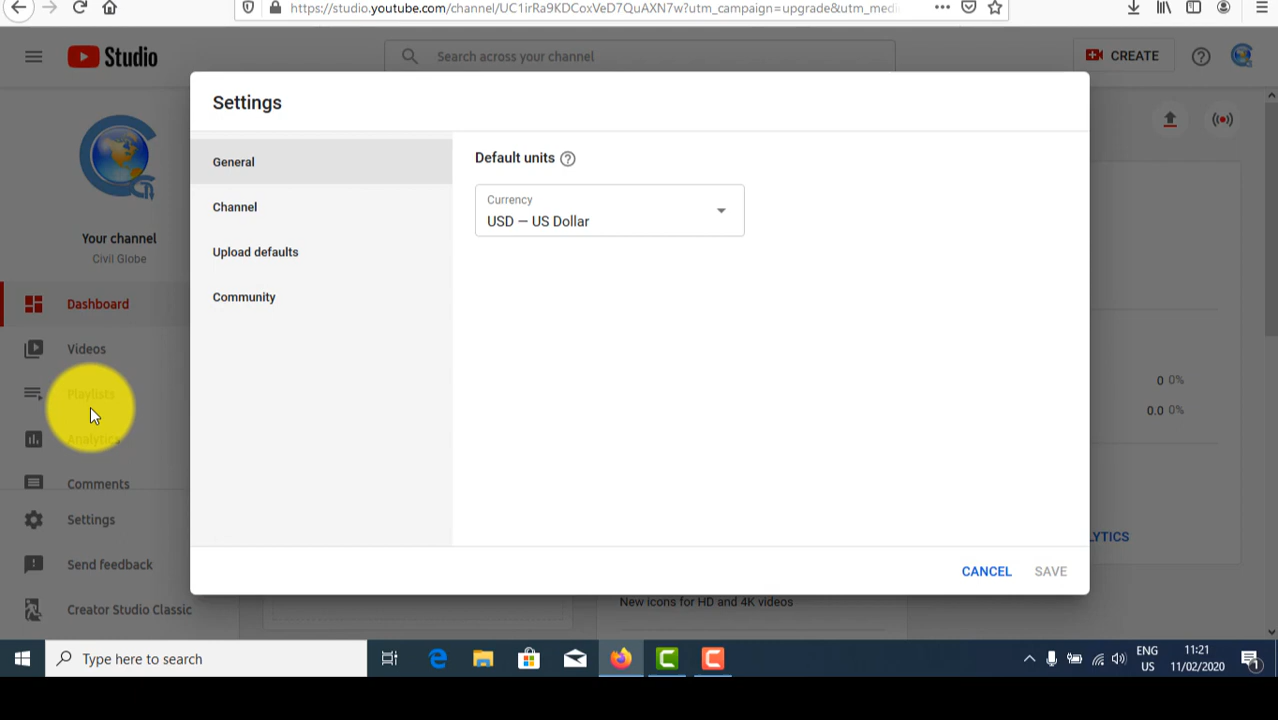 https://studio.youtube.com/channel/UC1irRa9KDCoxVeD7QuAXN7w?utm_campaign=upgrade&utm_medi
Studio
Search across your channel
CREATE
Settings
General
Channel
Upload defaults
Community
Default units
Currency
USD — US Dollar
Your channel
Civil Globe
Dashboard
Videos
Playlists
Analytics
Comments
Settings
Send feedback
Creator Studio Classic
0 0%
0.0 0%
LYTICS
CANCEL SAVE
New icons for HD and 4K videos
Type here to search
ENG
US
11:21
11/02/2020
1